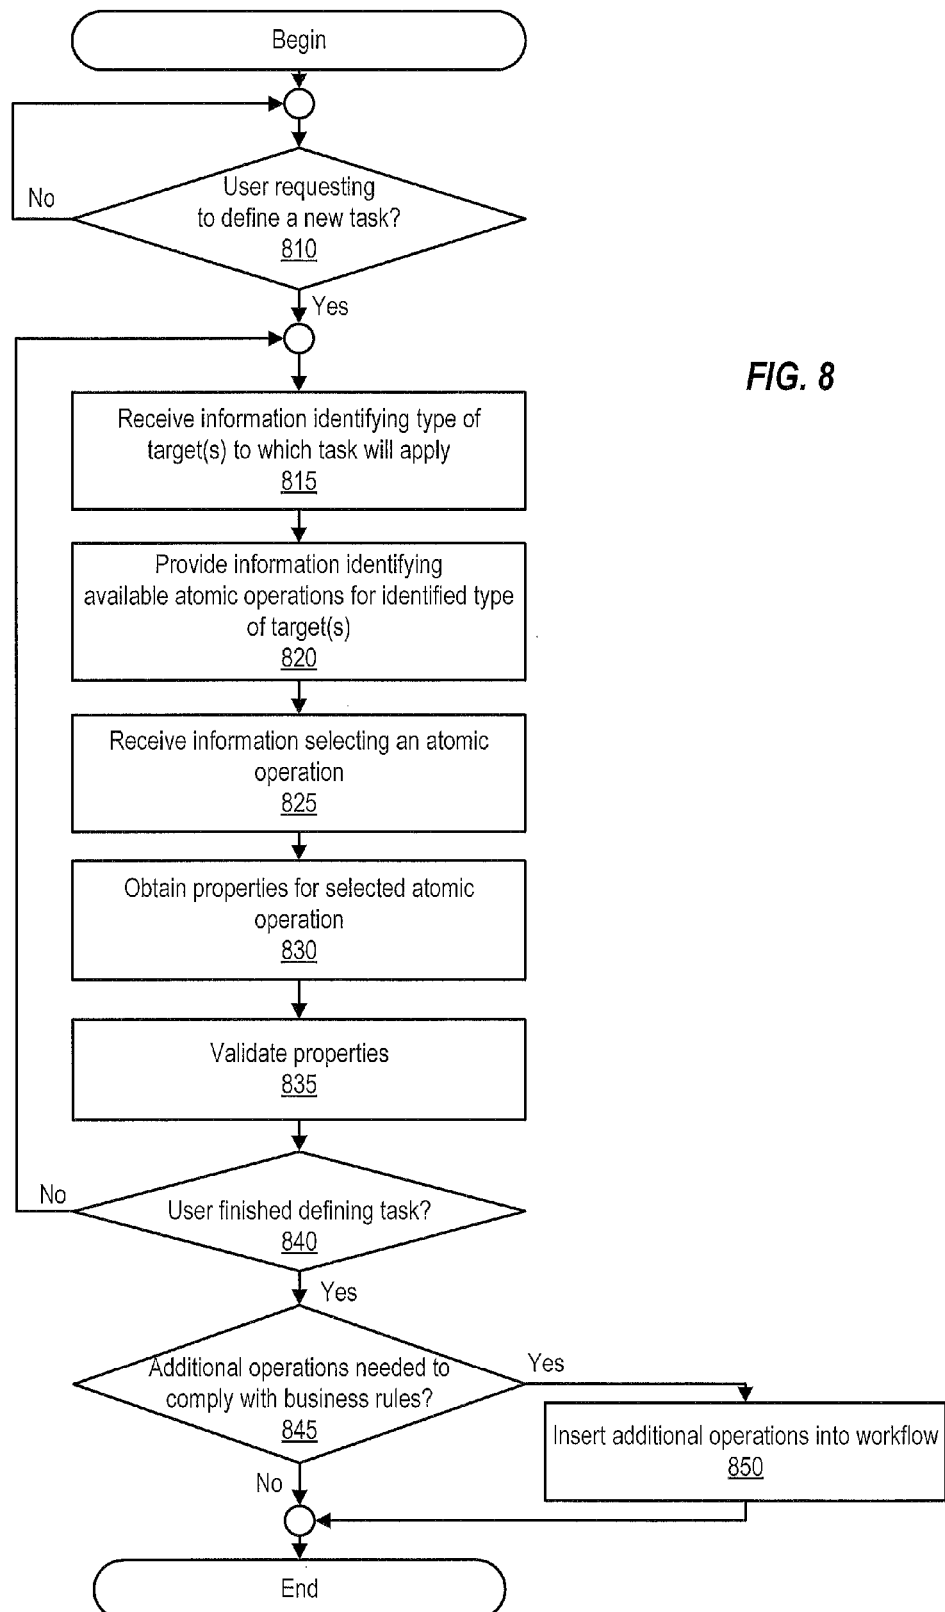 Begin
User requesting
to define a new task?
810
No
Yes
FIG. 8
Receive information identifying type of
target(s) to which task will apply
815
Provide information identifying
available atomic operations for identified type
of target(s)
820
Receive information selecting an atomic
operation
825
Obtain properties for selected atomic
operation
830
Validate properties
835
No
User finished defining task?
840
Yes
Additional operations needed to
comply with business rules?
845
Yes
Insert additional operations into workflow
850
No
End